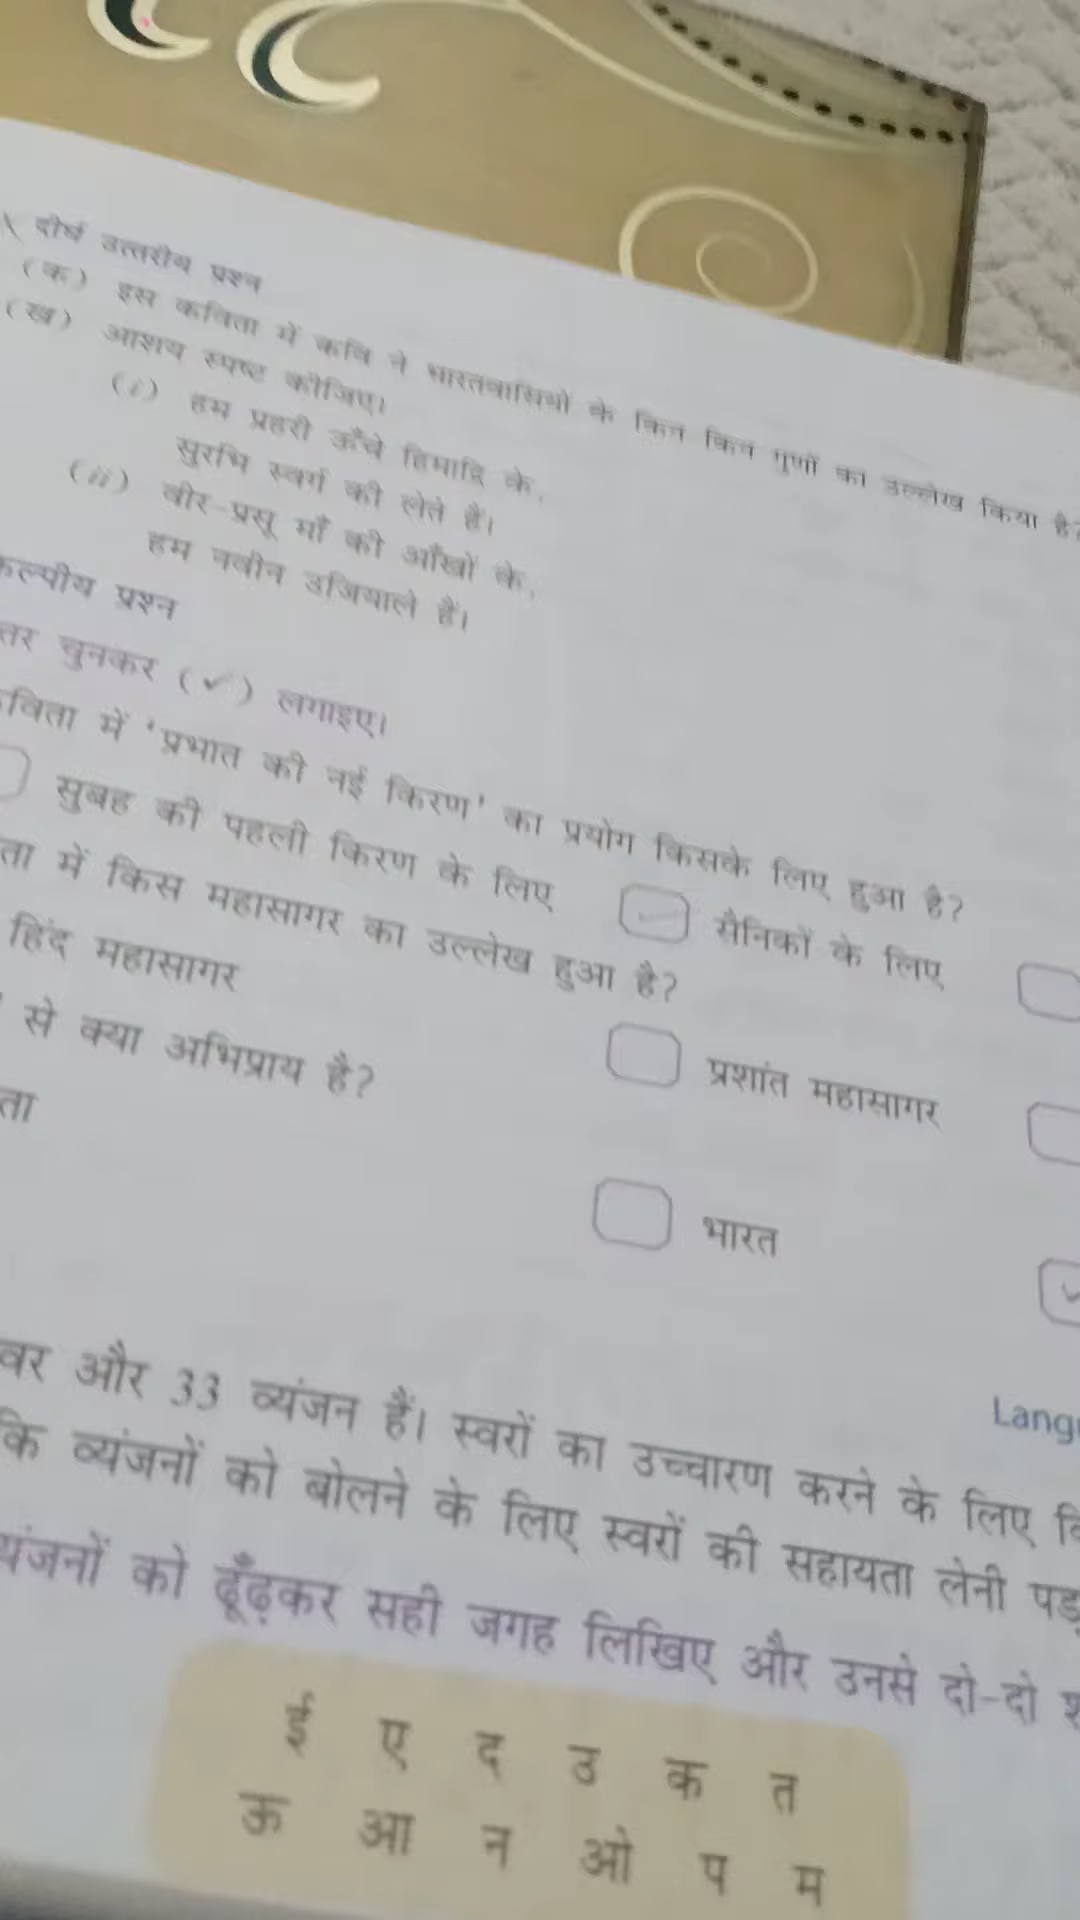 दीर्घ उत्तरीय प्रश्न
(क) इस कविता में कवि ने भारतवासियों के किन किन गुणों का उल्लेख किया है?
(ख) आशय स्पष्ट कीजिए।
(i) हम प्रहरी ऊँचे हिमाद्रि के,
सुरभि स्वर्ग की लेते हैं।
(ii) वीर-प्रसू माँ की आँखों के,
हम नवीन उजियाले हैं।
कल्पीय प्रश्न
त्तर चुनकर (✓) लगाइए।
विता में 'प्रभात की नई किरण' का प्रयोग किसके लिए हुआ है?
सुबह की पहली किरण के लिए सैनिकों के लिए
ता में किस महासागर का उल्लेख हुआ है?
हिंद महासागर प्रशांत महासागर
से क्या अभिप्राय है?
ता भारत
Lang
वर और 33 व्यंजन हैं। स्वरों का उच्चारण करने के लिए
कि व्यंजनों को बोलने के लिए स्वरों की सहायता लेनी पड़
यंजनों को ढूँढ़कर सही जगह लिखिए और उनसे दो-दो श
ई ए द उ क त
ऊ आ न ओ प म